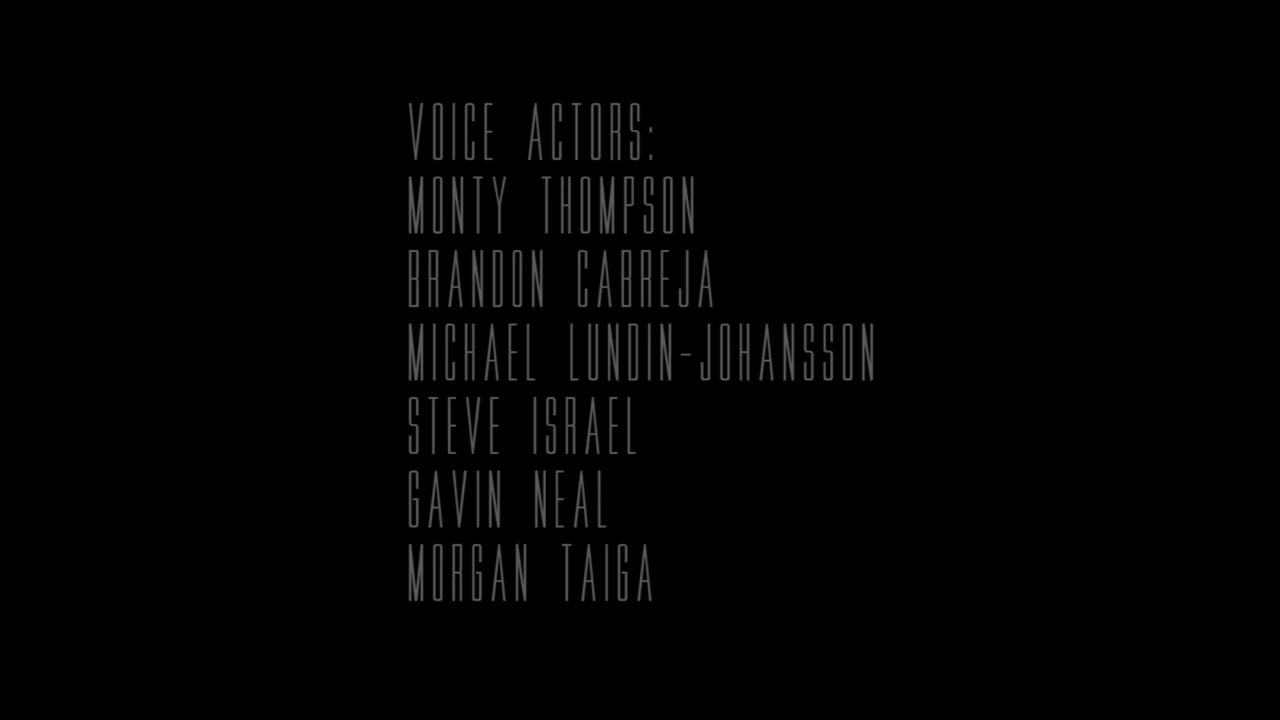 VOICE ACTORS:
MONTY THOMPSON
BRANDON CABREJA
MICHAEL LUNDIN-JOHANSSON
STEVE ISRAEL
GAVIN NEAL
MORGAN TAIGA